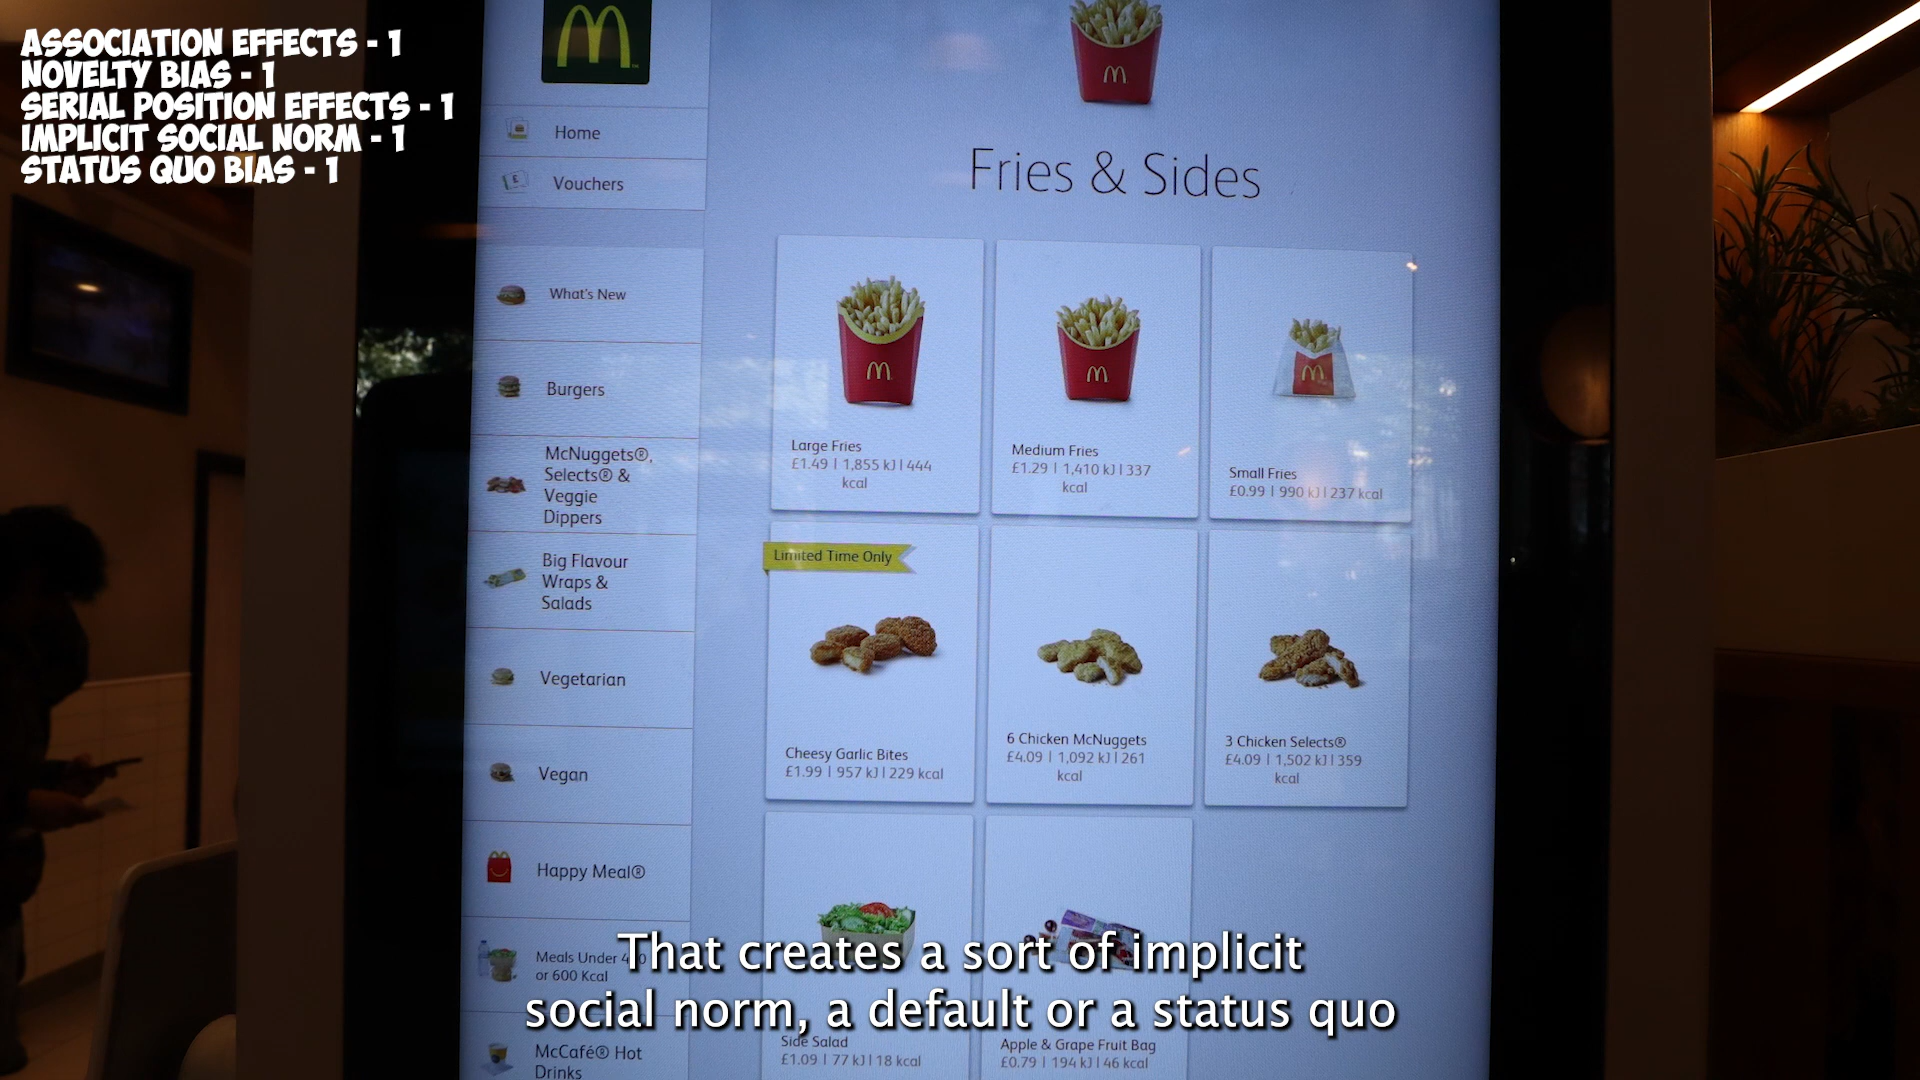 ASSOCIATION EFFECTS - 1
NOVELTY BIAS - 1
SERIAL POSITION EFFECTS - 1
IMPLICIT SOCIAL NORM - 1
STATUS QUO BIAS - 1
Home
Vouchers
What's New
Burgers
McNuggets®,
Selects® &
Veggie
Dippers
Big Flavour
Wraps &
Salads
Vegetarian
Vegan
Happy Meal®
Meals Under
or 600 Kcal
McCafé® Hot
Drinks
Fries & Sides
Large Fries
£1.49 | 1,855 kJ | 444
kcal
Medium Fries
£1.29 | 1,410 kJ | 337
kcal
Small Fries
£0.99 | 990 kJ | 237 kcal
Limited Time Only
Cheesy Garlic Bites
£1.99 | 957 kJ | 229 kcal
6 Chicken McNuggets
£4.09 | 1,092 kJ | 261
kcal
3 Chicken Selects®
£4.09 | 1,502 kJ | 359
kcal
Side Salad
£1.09 | 77 kJ | 18 kcal
Apple & Grape Fruit Bag
£0.79 | 194 kJ | 46 kcal
That creates a sort of implicit
social norm, a default or a status quo